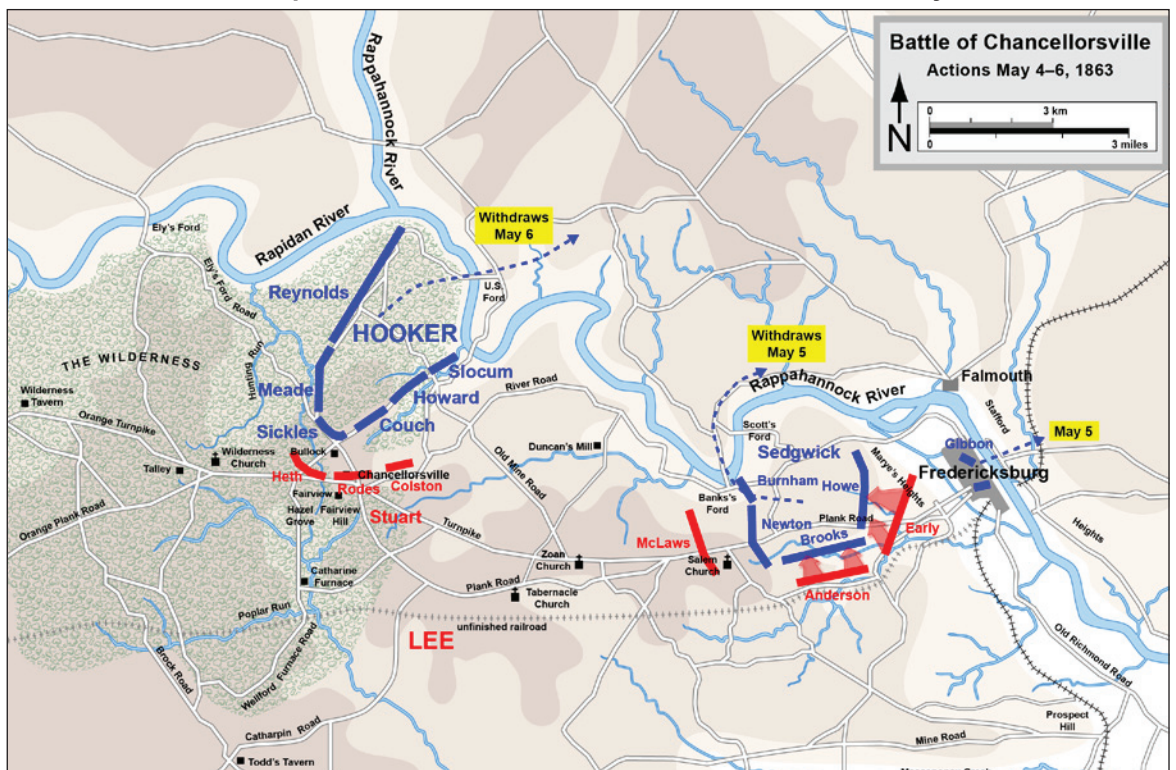 Battle of Chancellorsville
Actions May 4–6, 1863
N
0
3 km
0
3 miles
Rappahannock River
Rapidan River
Withdraws
May 6
Ely's Ford
Ely's Ford Road
U.S.
Ford
Reynolds
HOOKER
THE WILDERNESS
Hunting Run
Slocum
Meade
Howard
River Road
Wilderness
Tavern
Couch
Sickles
Orange Turnpike
Wilderness
Church
Bullock
Talley
Chancellorsville
Heth
Rodes
Colston
Fairview
Stuart
Hazel
Grove
Fairview
Hill
Orange Plank Road
Old Mine Road
Duncan's Mill
Turnpike
Catharine
Furnace
Zoan
Church
Plank Road
Tabernacle
Church
Poplar Run
unfinished railroad
LEE
Brock Road
Wellford Furnace Road
Catharpin Road
Todd's Tavern
Withdraws
May 5
Rappahannock River
Falmouth
Stafford
Heights
Scott's
Ford
Sedgwick
Burnham
Howe
Marye's Heights
Gibbon
May 5
Fredericksburg
Banks's
Ford
Newton
Plank Road
Brooks
Early
McLaws
Salem
Church
Anderson
Old Richmond Road
Prospect
Hill
Mine Road